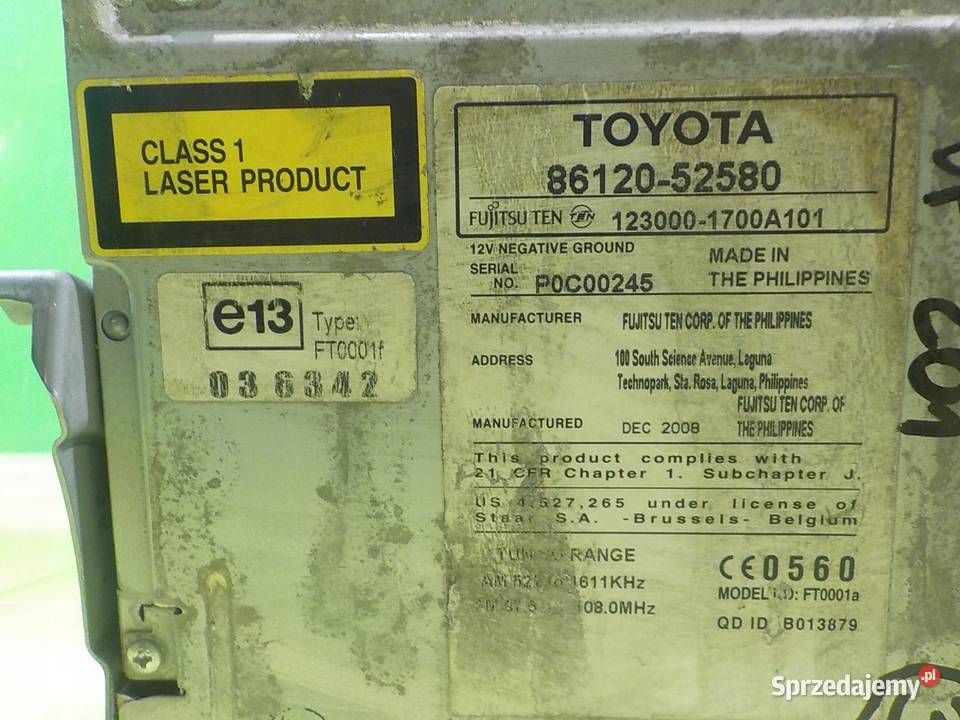 CLASS 1
LASER PRODUCT
e13 Type:
FT0001f
036342
TOYOTA
86120-52580
FUJITSU TEN TEN 123000-1700A101
12V NEGATIVE GROUND
SERIAL NO. P0C00245
MADE IN
THE PHILIPPINES
MANUFACTURER FUJITSU TEN CORP. OF THE PHILIPPINES
ADDRESS 100 South Science Avenue, Laguna
Technopark, Sta. Rosa, Laguna, Philippines
FUJITSU TEN CORP. OF
MANUFACTURED DEC 2008 THE PHILIPPINES
This product complies with
21 CFR Chapter 1. Subchapter J.
US 4,527,265 under license of
Staar S.A. -Brussels- Belgium
RANGE
AM 1611KHz
108.0MHz
CE0560
MODEL I.D: FT0001a
QD ID B013879
Sprzedajemy.pl